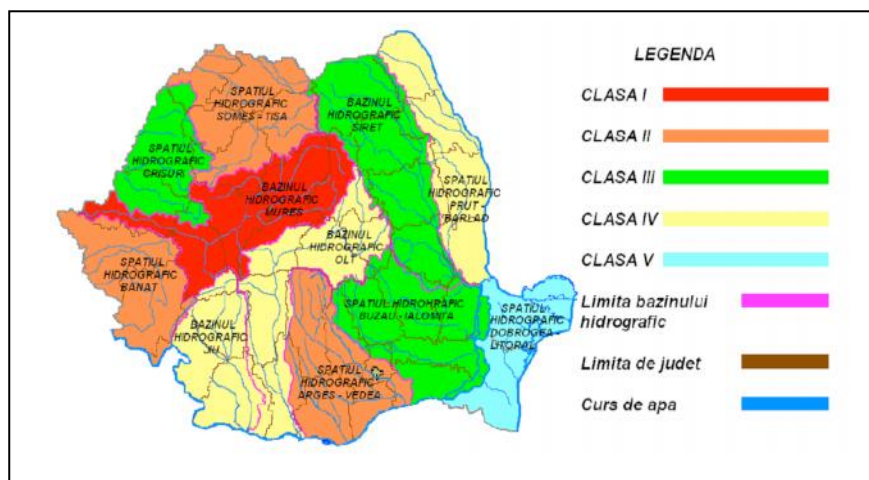 SPATIUL
HIDROGRAFIC
SOMES - TISA
BAZINUL
HIDROGRAFIC
SIRET
SPATIUL
HIDROGRAFIC
CRISURI
BAZINUL
HIDROGRAFIC
MURES
SPATIUL
HIDROGRAFIC
PRUT -
BARLAD
BAZINUL
HIDROGRAFIC
OLT
SPATIUL
HIDROGRAFIC
BANAT
SPATIUL HIDROHRAFIC
BUZAU - IALOMITA
SPATIUL
HIDROGRAFIC
DOBROGEA -
LITORAL
BAZINUL
HIDROGRAFIC
JIU
SPATIUL
HIDROGRAFIC
ARGES - VEDEA
LEGENDA
CLASA I
CLASA II
CLASA III
CLASA IV
CLASA V
Limita bazinului
hidrografic
Limita de judet
Curs de apa